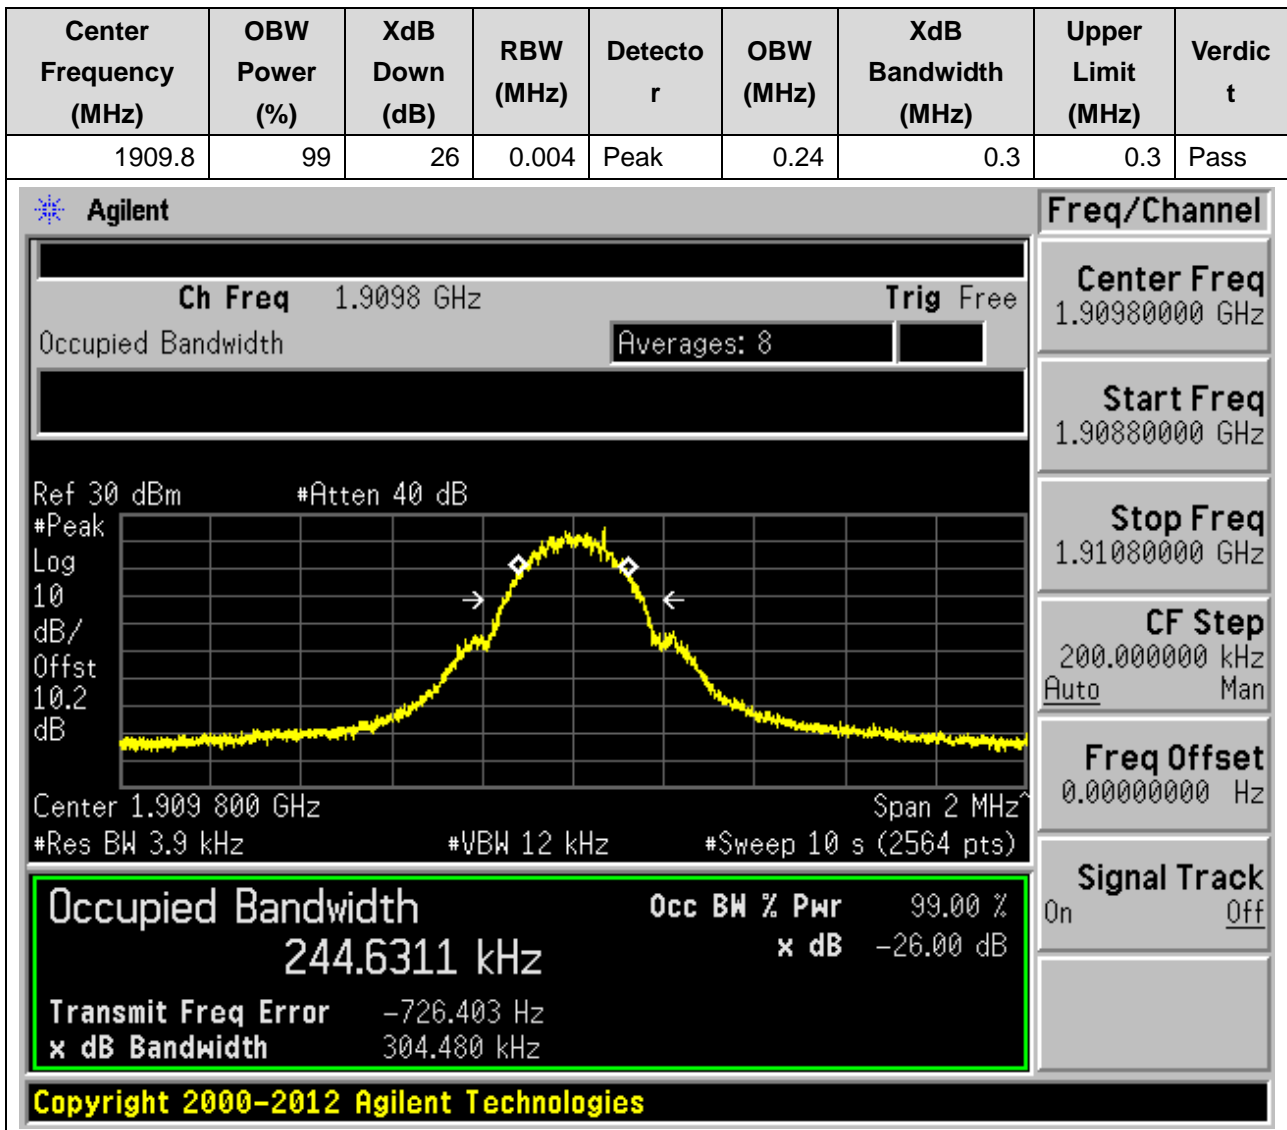 Center Frequency (MHz) OBW Power (%) XdB Down (dB) RBW (MHz) Detecto r OBW (MHz) XdB Bandwidth (MHz) Upper Limit (MHz) Verdic t
1909.8 99 26 0.004 Peak 0.24 0.3 0.3 Pass
Agilent
Freq/Channel
Ch Freq 1.9098 GHz Trig Free
Occupied Bandwidth Averages: 8
Center Freq
1.90980000 GHz
Start Freq
1.90880000 GHz
Stop Freq
1.91080000 GHz
CF Step
200.000000 kHz
Auto Man
Freq Offset
0.00000000 Hz
Signal Track
On Off
Ref 30 dBm #Atten 40 dB
#Peak
Log
10
dB/
Offst
10.2
dB
Center 1.909 800 GHz Span 2 MHz^
#Res BW 3.9 kHz #VBW 12 kHz #Sweep 10 s (2564 pts)
Occupied Bandwidth Occ BW % Pwr 99.00 %
244.6311 kHz x dB -26.00 dB
Transmit Freq Error -726.403 Hz
x dB Bandwidth 304.480 kHz
Copyright 2000-2012 Agilent Technologies